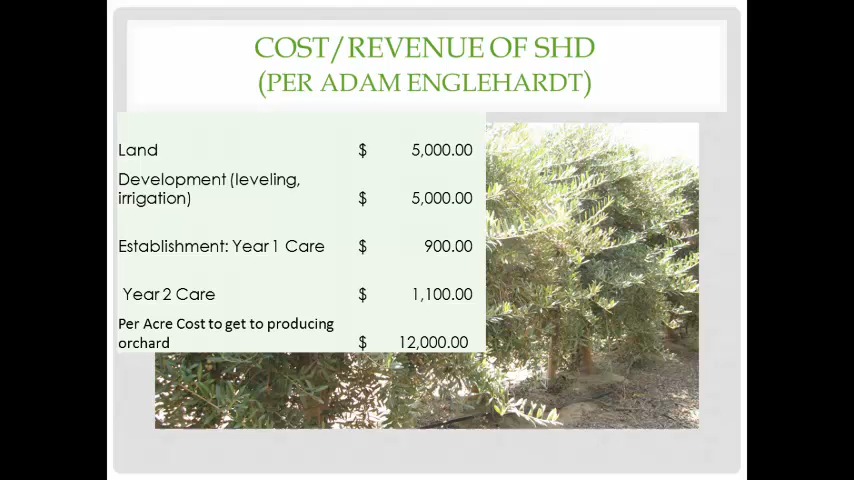 COST/REVENUE OF SHD
(PER ADAM ENGLEHARDT)
Land $ 5,000.00
Development (leveling,
irrigation) $ 5,000.00
Establishment: Year 1 Care $ 900.00
Year 2 Care $ 1,100.00
Per Acre Cost to get to producing
orchard $ 12,000.00